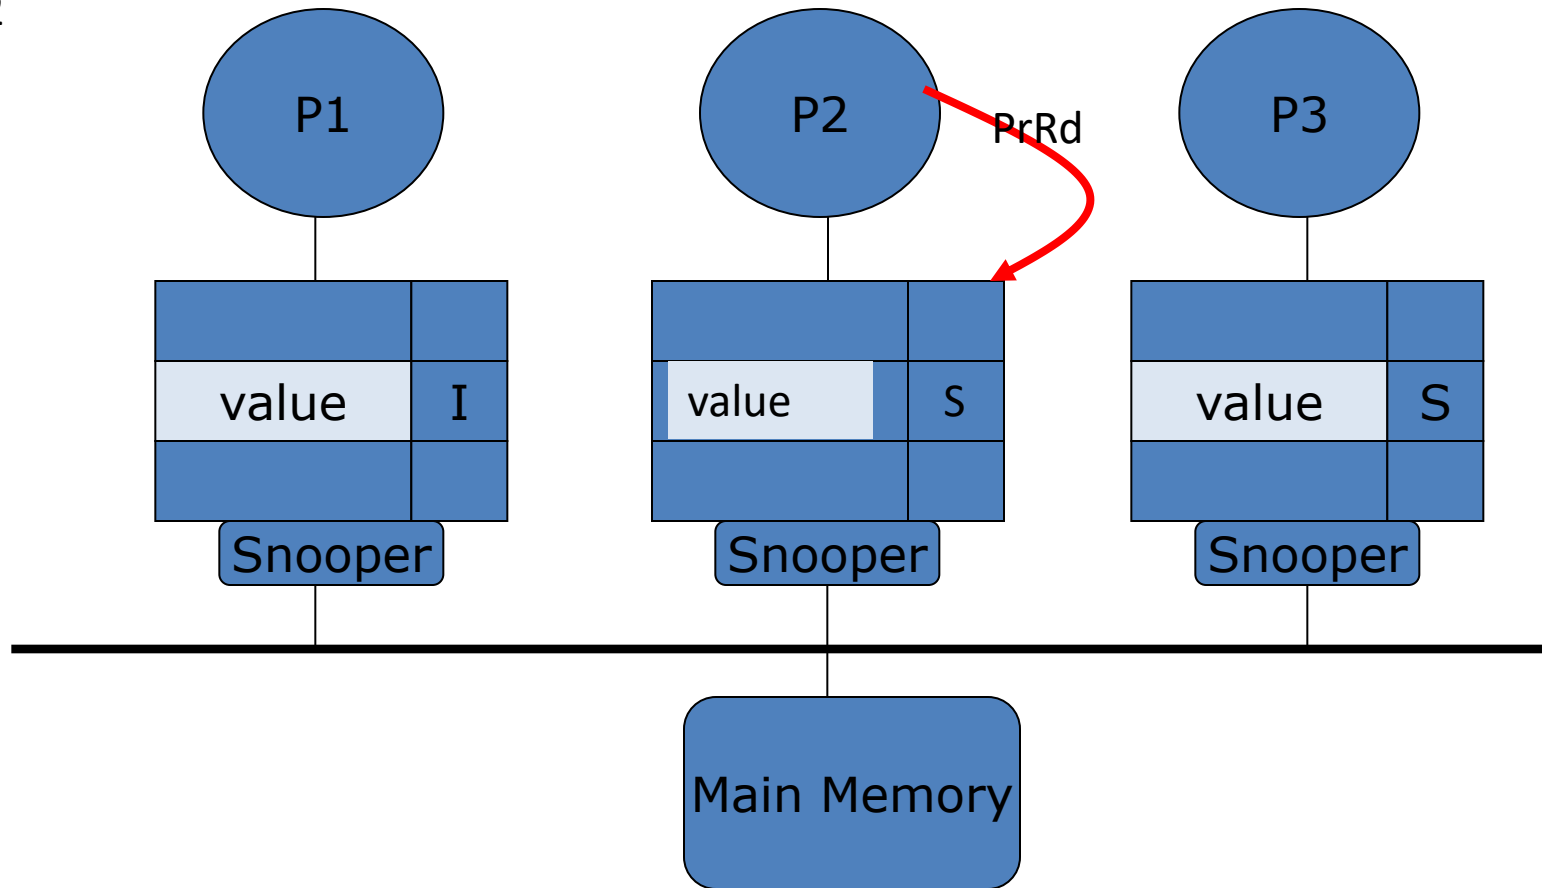 P1
P2
P3
PrRd
value
I
value
S
value
S
Snooper
Snooper
Snooper
Main Memory